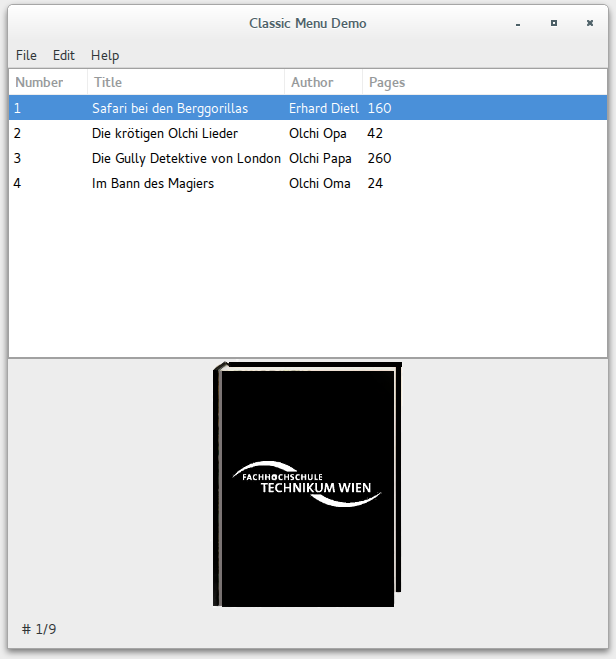 Classic Menu Demo
File Edit Help
Number Title Author Pages
1 Safari bei den Berggorillas Erhard Dietl 160
2 Die krötigen Olchi Lieder Olchi Opa 42
3 Die Gully Detektive von London Olchi Papa 260
4 Im Bann des Magiers Olchi Oma 24
FACHHOCHSCHULE
TECHNIKUM WIEN
# 1/9